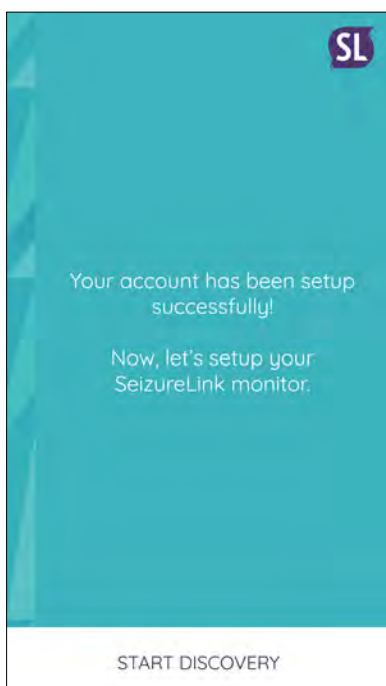 SL
Your account has been setup
successfully!
Now, let's setup your
SeizureLink monitor.
START DISCOVERY